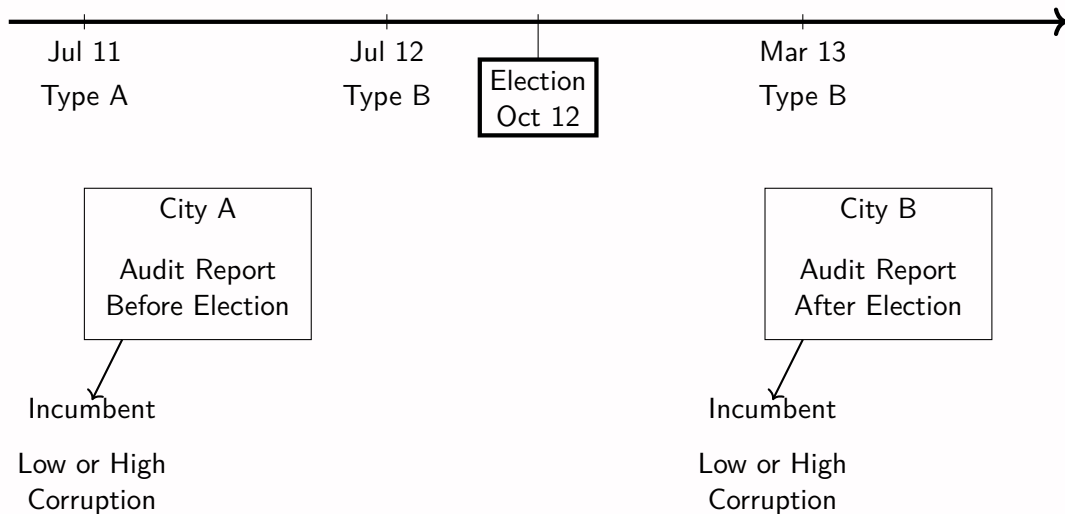 Jul 11
Jul 12
Mar 13
Type A
Type B
Election
Oct 12
Type B
City A
Audit Report
Before Election
City B
Audit Report
After Election
Incumbent
Low or High
Corruption
Incumbent
Low or High
Corruption